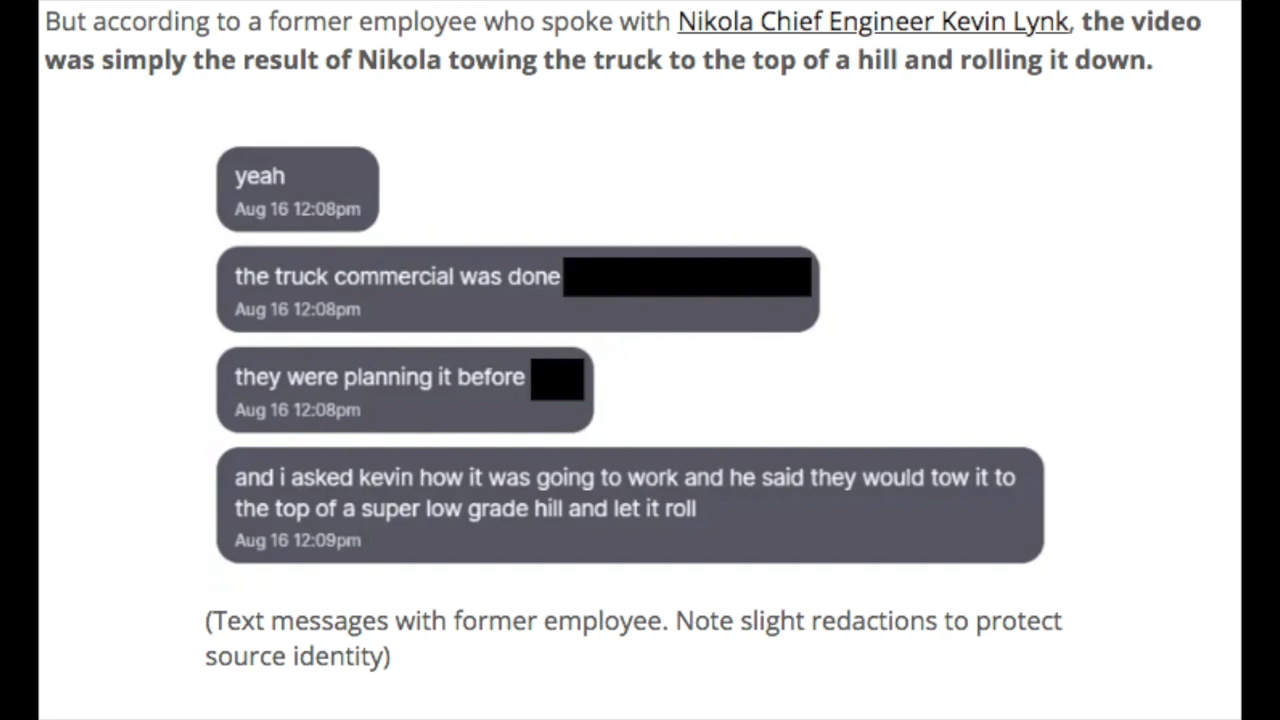 But according to a former employee who spoke with Nikola Chief Engineer Kevin Lynk, the video
was simply the result of Nikola towing the truck to the top of a hill and rolling it down.
yeah
Aug 16 12:08pm
the truck commercial was done
Aug 16 12:08pm
they were planning it before
Aug 16 12:08pm
and i asked kevin how it was going to work and he said they would tow it to
the top of a super low grade hill and let it roll
Aug 16 12:09pm
(Text messages with former employee. Note slight redactions to protect
source identity)